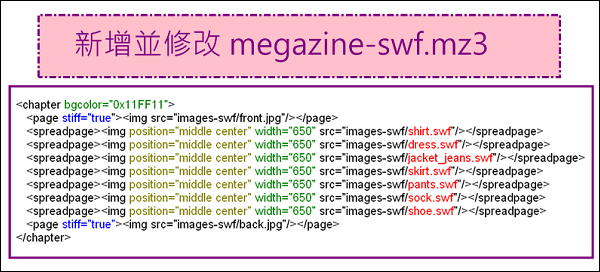 新增並修改 megazine-swf.mz3
<chapter bgcolor="0x11FF11">
<page stiff="true"><img src="images-swf/front.jpg"/></page>
<spreadpage><img position="middle center" width="650" src="images-swf/shirt.swf"/></spreadpage>
<spreadpage><img position="middle center" width="650" src="images-swf/dress.swf"/></spreadpage>
<spreadpage><img position="middle center" width="650" src="images-swf/jacket_jeans.swf"/></spreadpage>
<spreadpage><img position="middle center" width="650" src="images-swf/skirt.swf"/></spreadpage>
<spreadpage><img position="middle center" width="650" src="images-swf/pants.swf"/></spreadpage>
<spreadpage><img position="middle center" width="650" src="images-swf/sock.swf"/></spreadpage>
<spreadpage><img position="middle center" width="650" src="images-swf/shoe.swf"/></spreadpage>
<page stiff="true"><img src="images-swf/back.jpg"/></page>
</chapter>